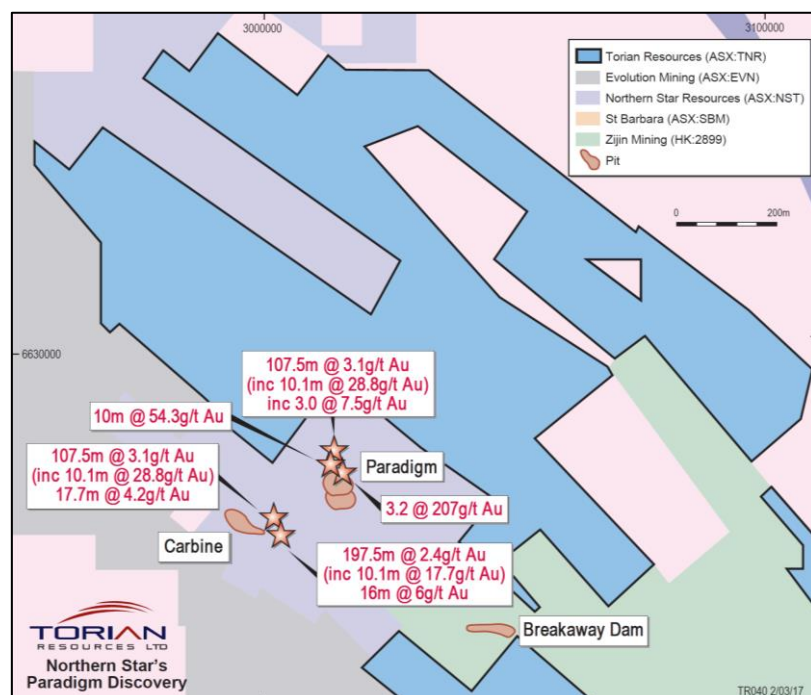 3000000
3100000
Torian Resources (ASX:TNR)
Evolution Mining (ASX:EVN)
Northern Star Resources (ASX:NST)
St Barbara (ASX:SBM)
Zijin Mining (HK:2899)
Pit
0 200m
6630000
107.5m @ 3.1g/t Au
(inc 10.1m @ 28.8g/t Au)
inc 3.0 @ 7.5g/t Au
10m @ 54.3g/t Au
107.5m @ 3.1g/t Au
(inc 10.1m @ 28.8g/t Au)
17.7m @ 4.2g/t Au
Paradigm
3.2 @ 207g/t Au
Carbine
197.5m @ 2.4g/t Au
(inc 10.1m @ 17.7g/t Au)
16m @ 6g/t Au
Breakaway Dam
TORIAN
RESOURCES LTD
Northern Star's
Paradigm Discovery
TR040 2/03/17